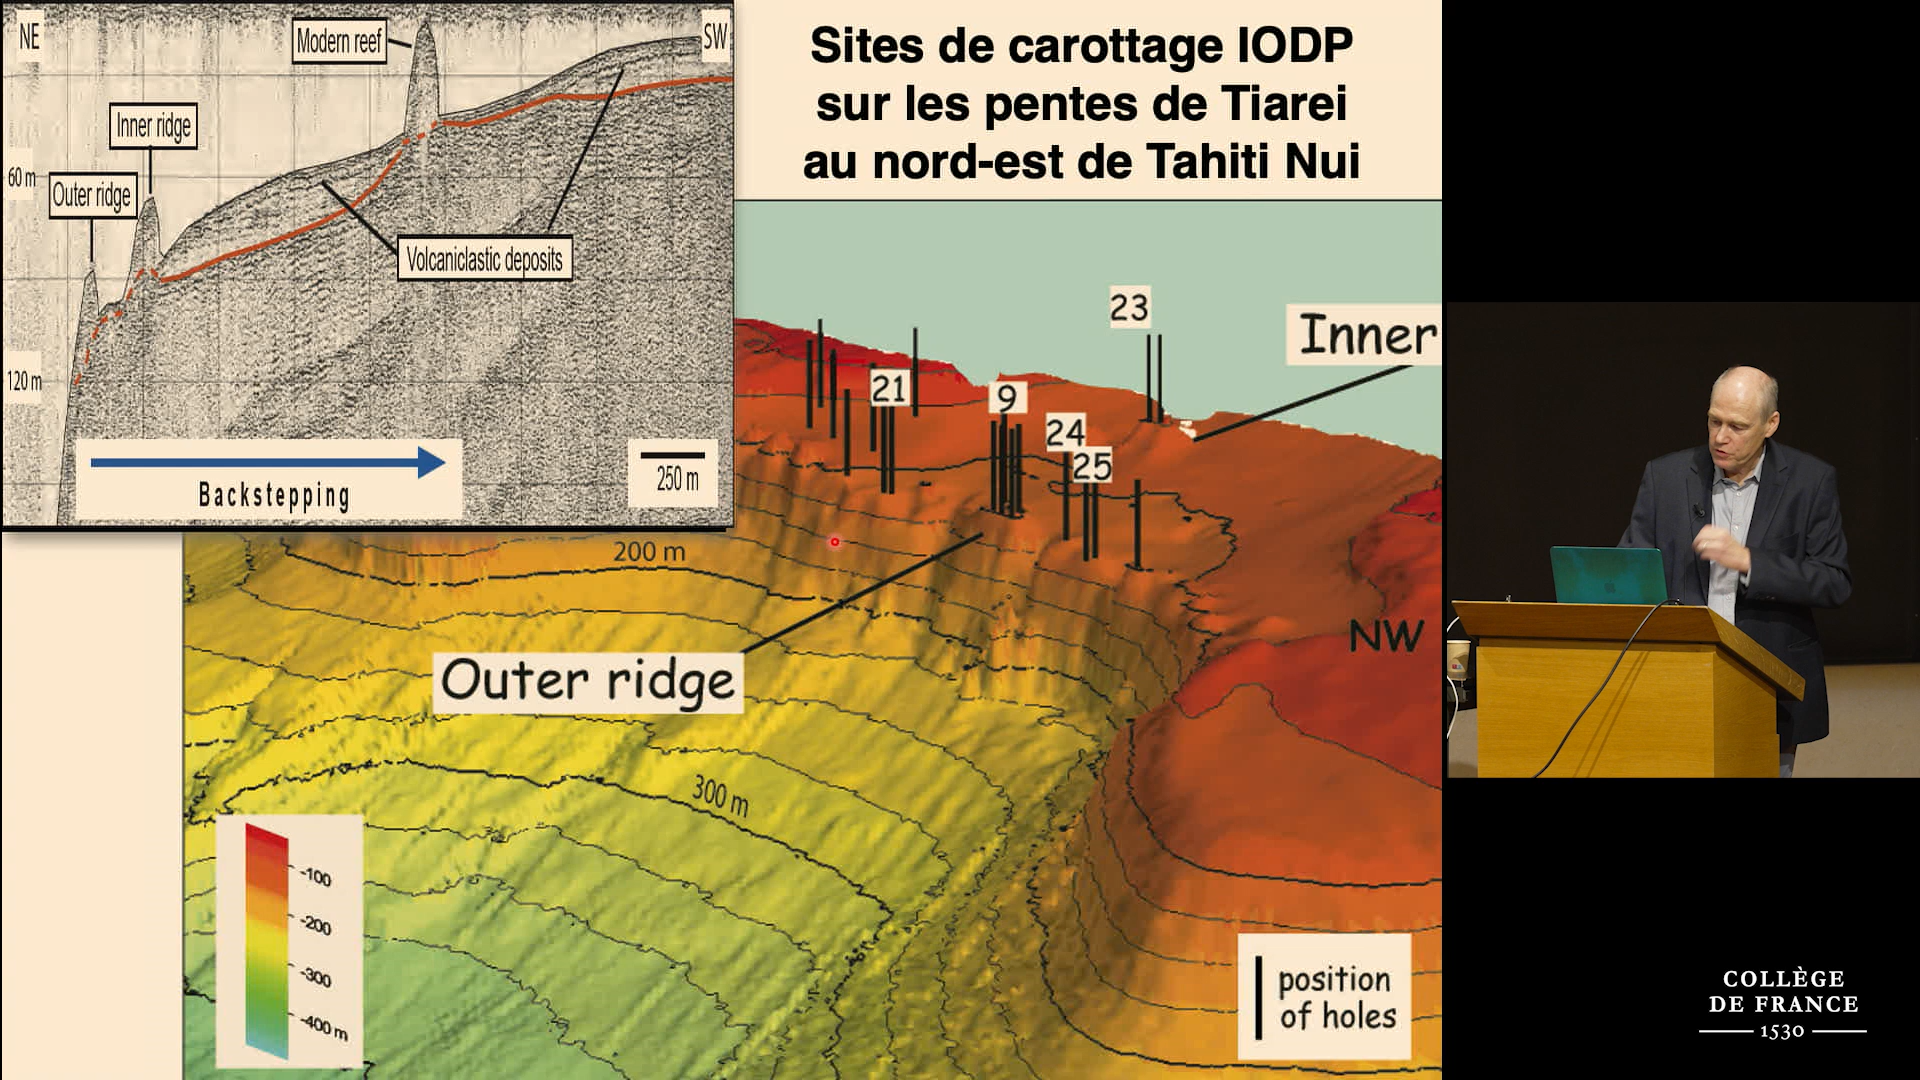 Sites de carottage IODP
sur les pentes de Tiarei
au nord-est de Tahiti Nui
NE
Modern reef
SW
Inner ridge
60 m
Outer ridge
Volcaniclastic deposits
120 m
Backstepping
250 m
23
Inner
21
9
24
25
200 m
NW
Outer ridge
300 m
-100
-200
-300
-400 m
position
of holes
COLLÈGE
DE FRANCE
1530